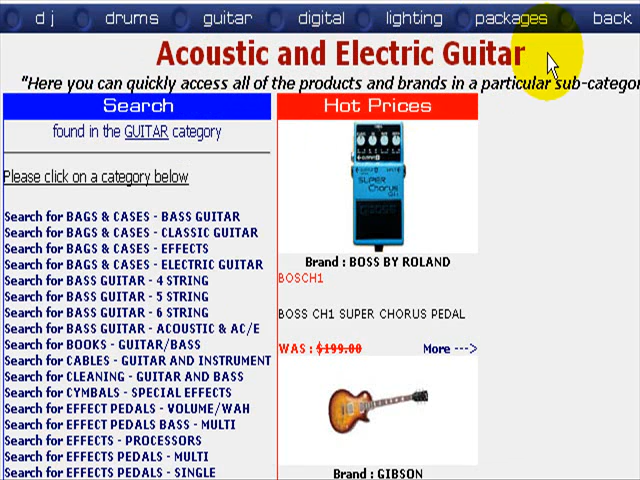 d j drums guitar digital lighting packages back
Acoustic and Electric Guitar
"Here you can quickly access all of the products and brands in a particular sub-catego
Search
found in the GUITAR category
Please click on a category below
Search for BAGS & CASES - BASS GUITAR
Search for BAGS & CASES - CLASSIC GUITAR
Search for BAGS & CASES - EFFECTS
Search for BAGS & CASES - ELECTRIC GUITAR
Search for BASS GUITAR - 4 STRING
Search for BASS GUITAR - 5 STRING
Search for BASS GUITAR - 6 STRING
Search for BASS GUITAR - ACOUSTIC & AC/E
Search for BOOKS - GUITAR/BASS
Search for CABLES - GUITAR AND INSTRUMENT
Search for CLEANING - GUITAR AND BASS
Search for CYMBALS - SPECIAL EFFECTS
Search for EFFECT PEDALS - VOLUME/WAH
Search for EFFECT PEDALS BASS - MULTI
Search for EFFECTS - PROCESSORS
Search for EFFECTS PEDALS - MULTI
Search for EFFECTS PEDALS - SINGLE
Hot Prices
SUPER
Chorus
BOSS
Brand : BOSS BY ROLAND
BOSCH1
BOSS CH1 SUPER CHORUS PEDAL
WAS : $199.00 More --->
Brand : GIBSON